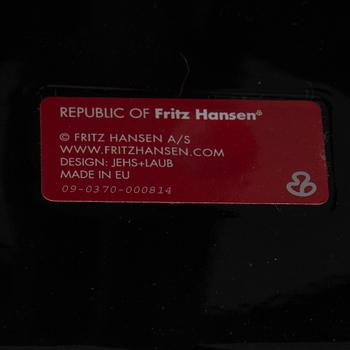 REPUBLIC OF Fritz Hansen®
© FRITZ HANSEN A/S
WWW.FRITZHANSEN.COM
DESIGN: JEHS+LAUB
MADE IN EU
09-0370-000814